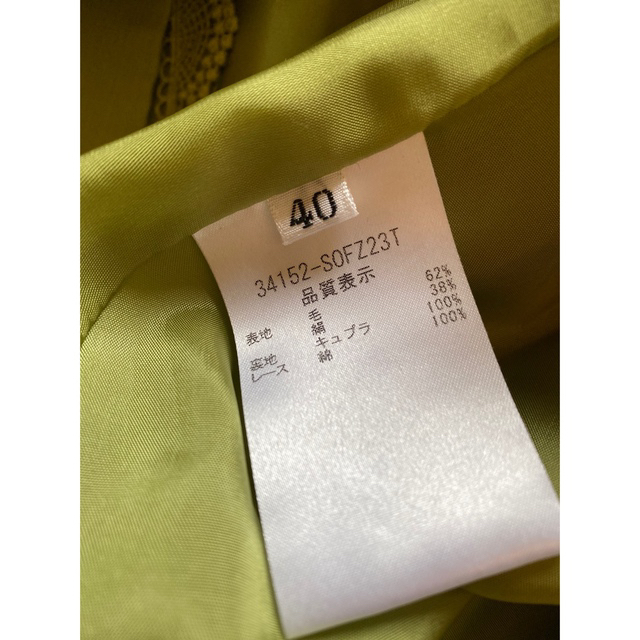 40
34152-S0FZ23T
品質表示
表地 毛 62%
絹 38%
裏地 キュプラ 100%
レース 綿 100%